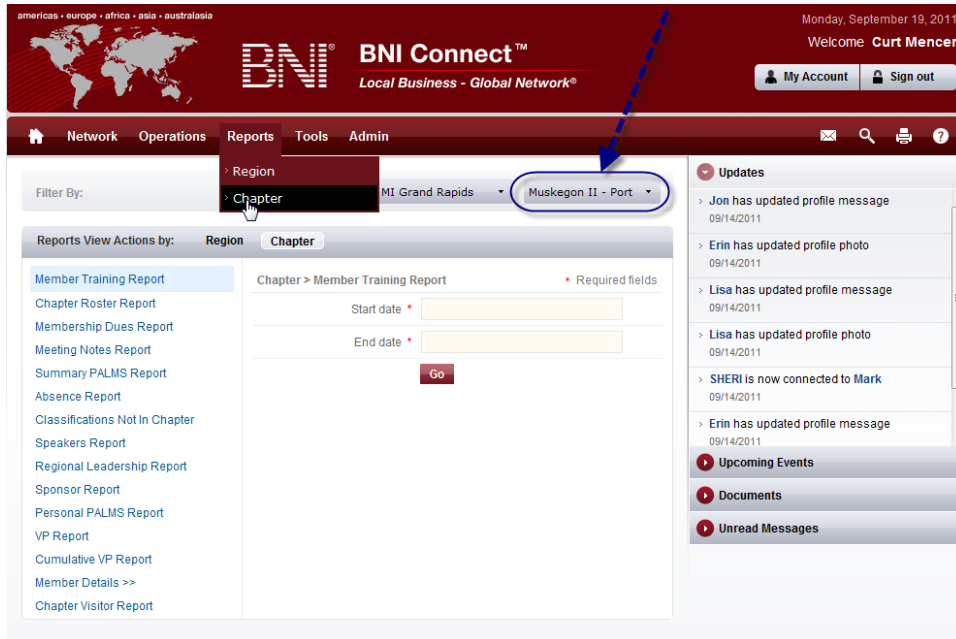 americas • europe • africa • asia • australasia
Monday, September 19, 2011
Welcome Curt Mencer
BNI®
BNI Connect™
Local Business - Global Network®
My Account
Sign out
Network Operations Reports Tools Admin
› Region
› Chapter
Filter By:
MI Grand Rapids
Muskegon II - Port
Reports View Actions by: Region Chapter
Member Training Report
Chapter Roster Report
Membership Dues Report
Meeting Notes Report
Summary PALMS Report
Absence Report
Classifications Not In Chapter
Speakers Report
Regional Leadership Report
Sponsor Report
Personal PALMS Report
VP Report
Cumulative VP Report
Member Details >>
Chapter Visitor Report
Chapter > Member Training Report
• Required fields
Start date *
End date *
Go
Updates
› Jon has updated profile message
09/14/2011
› Erin has updated profile photo
09/14/2011
› Lisa has updated profile message
09/14/2011
› Lisa has updated profile photo
09/14/2011
› SHERI is now connected to Mark
09/14/2011
› Erin has updated profile message
09/14/2011
Upcoming Events
Documents
Unread Messages